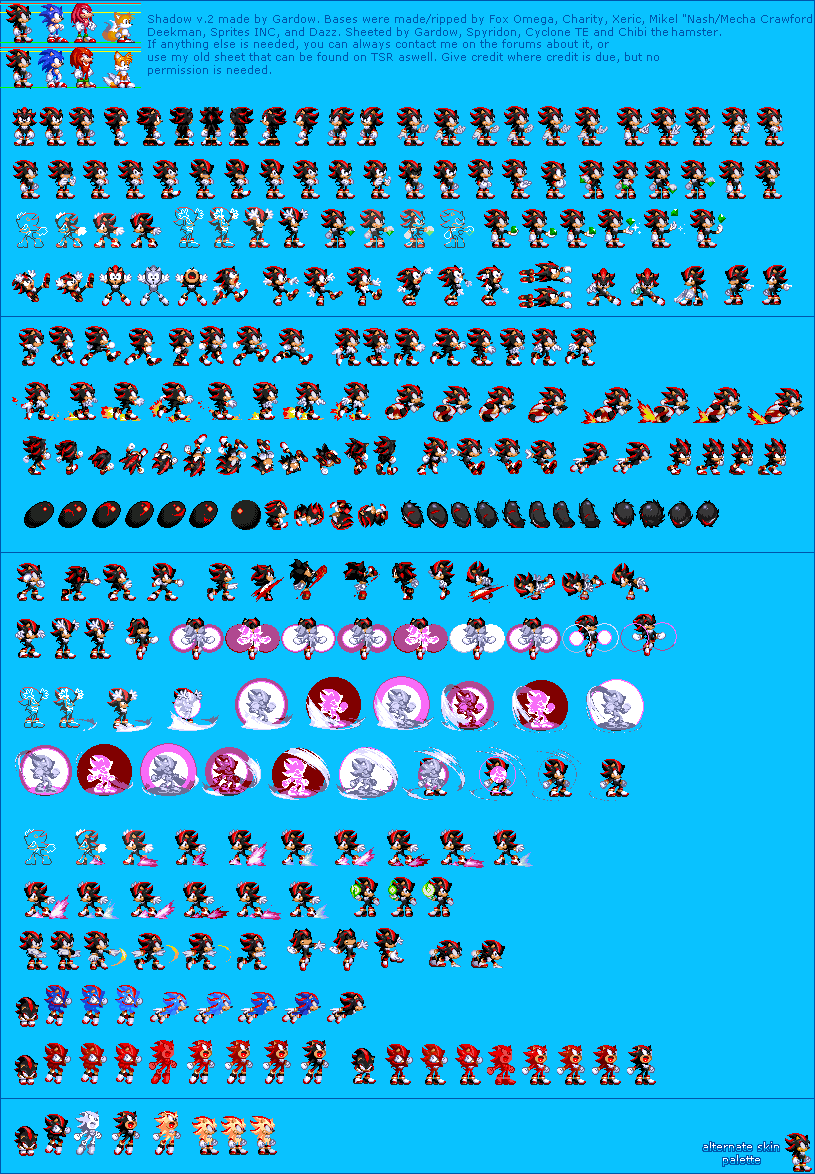 Shadow v.2 made by Gardow. Bases were made/ripped by Fox Omega, Charity, Xeric, Mikel "Nash/Mecha Crawford
Deekman, Sprites INC, and Dazz. Sheeted by Gardow, Spyridon, Cyclone TE and Chibi the hamster.
If anything else is needed, you can always contact me on the forums about it, or
use my old sheet that can be found on TSR aswell. Give credit where credit is due, but no
permission is needed.
alternate skin
palette